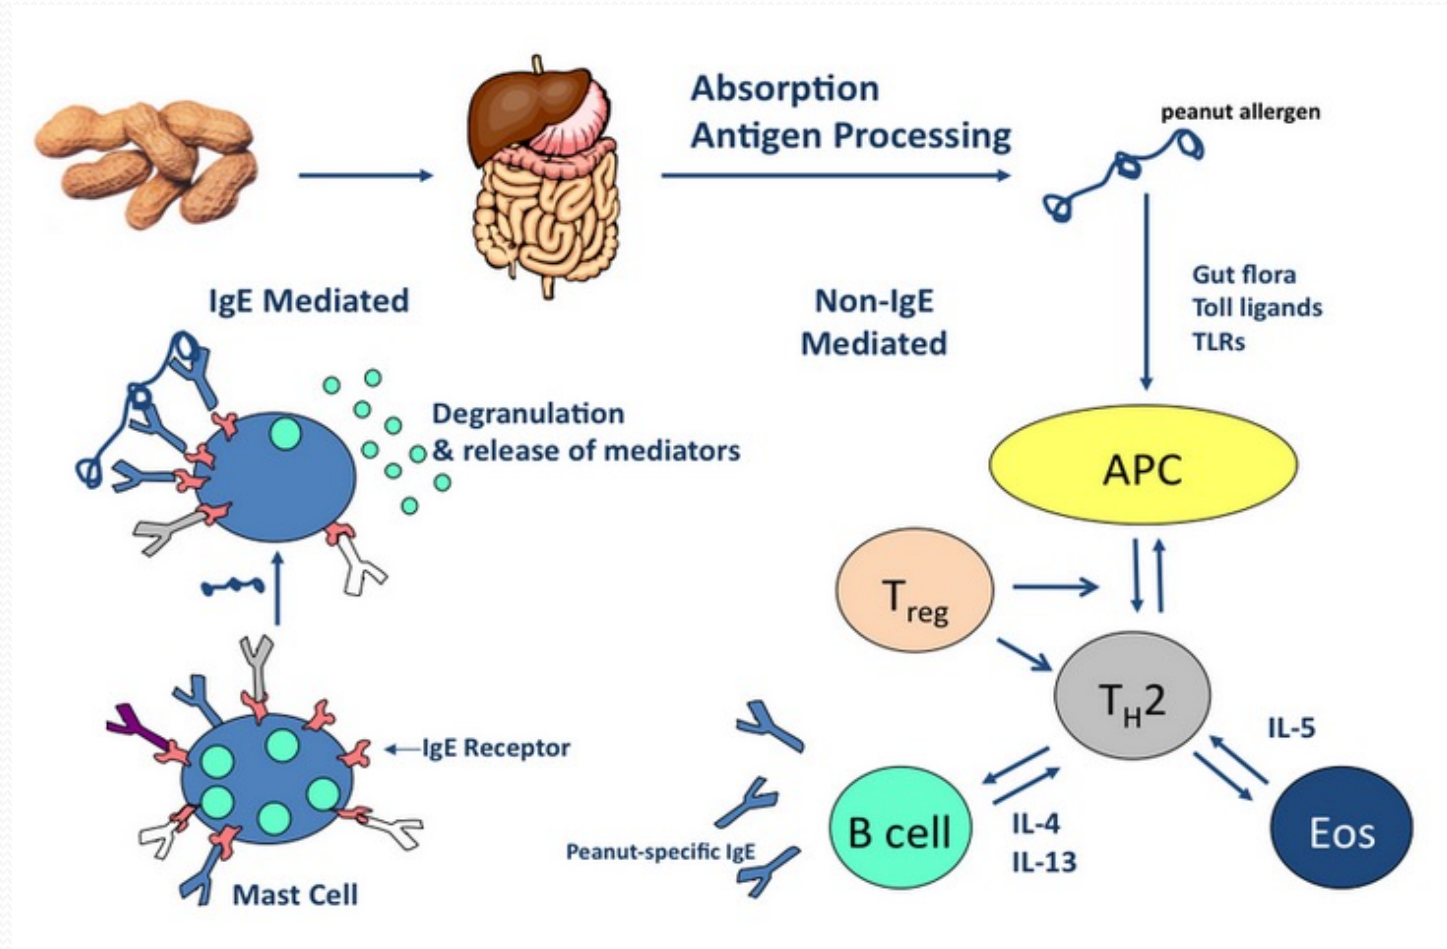 Absorption
Antigen Processing
peanut allergen
Gut flora
Toll ligands
TLRs
IgE Mediated
Non-IgE
Mediated
Degranulation
& release of mediators
APC
Treg
TH2
IgE Receptor
IL-5
B cell
IL-4
IL-13
Eos
Peanut-specific IgE
Mast Cell